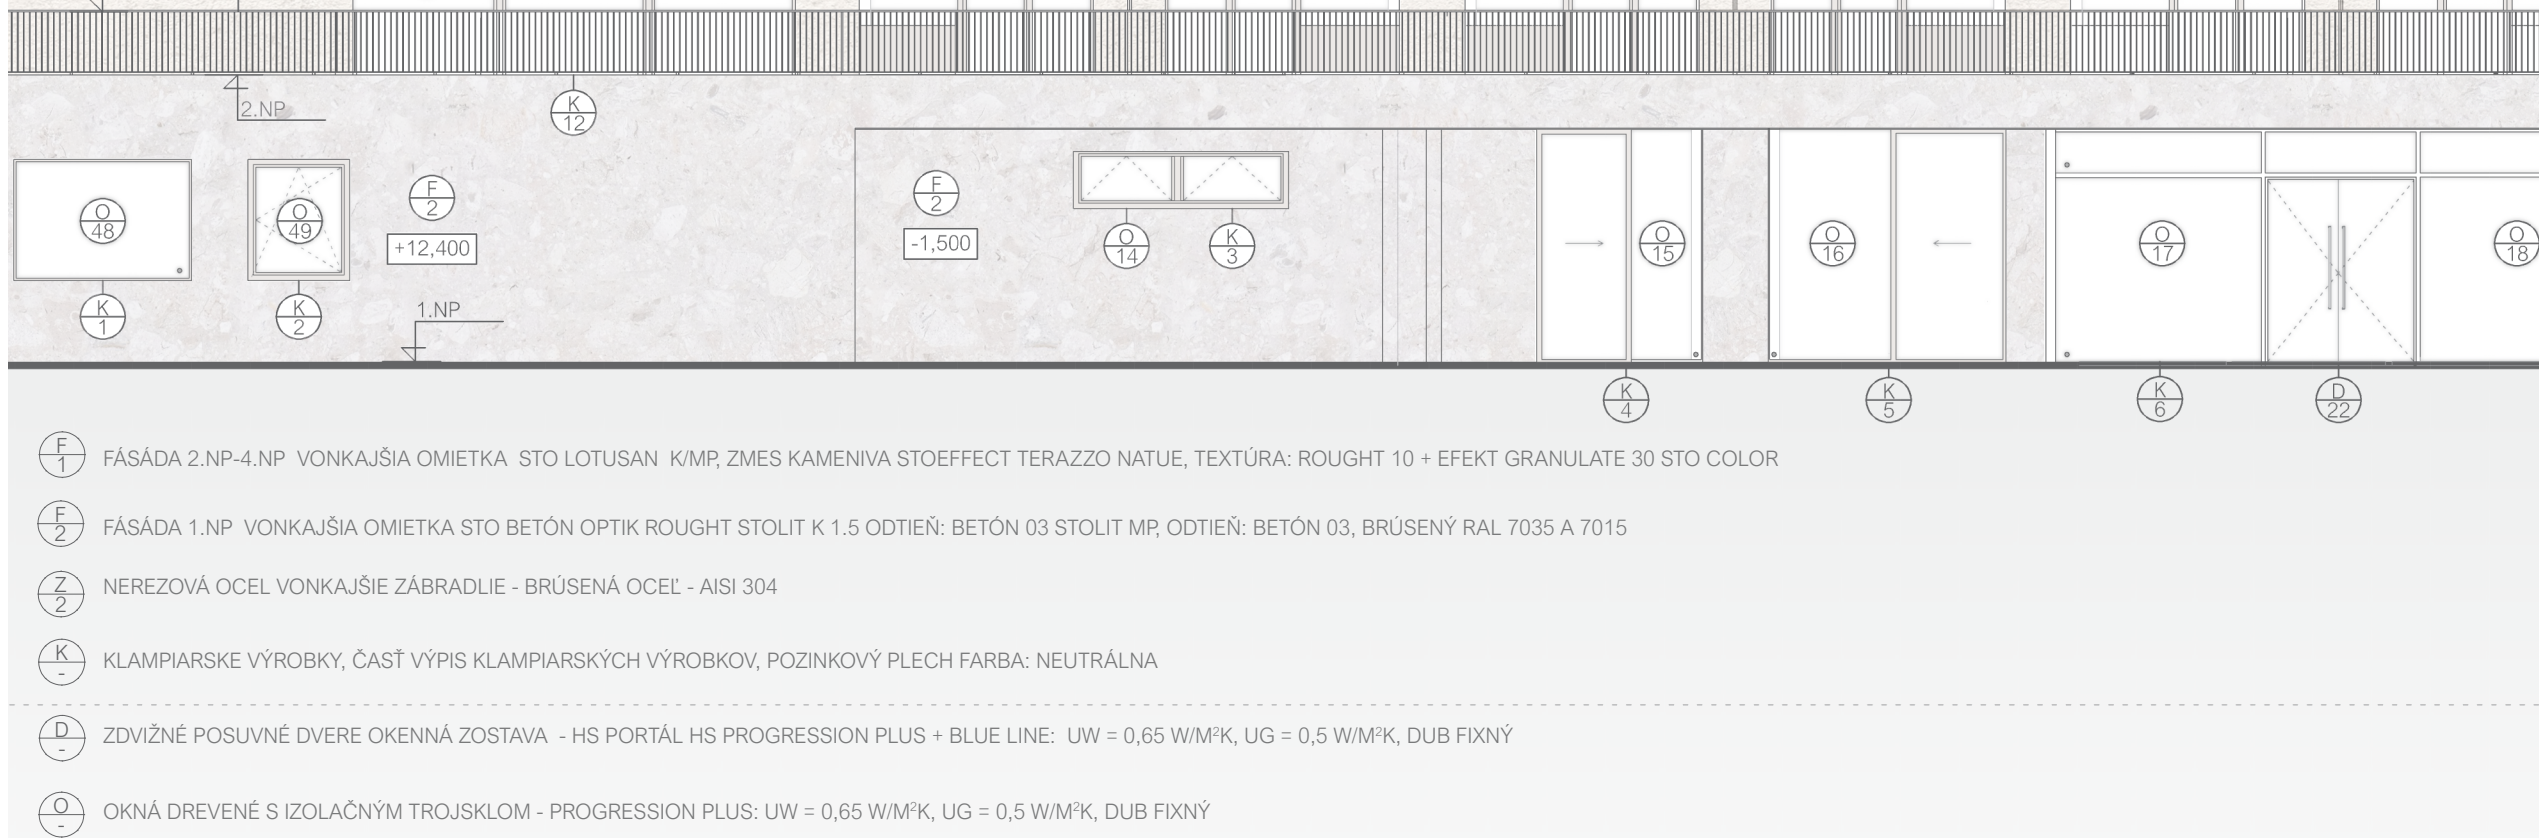 2.NP
K
12
O
48
O
49
F
2
+12,400
K
1
K
2
1.NP
F
2
-1,500
O
14
K
3
O
15
O
16
O
17
O
18
K
4
K
5
K
6
D
22
F
1
FÁSÁDA 2.NP-4.NP VONKAJŠIA OMIETKA STO LOTUSAN K/MP, ZMES KAMENIVA STOEFFECT TERAZZO NATUE, TEXTÚRA: ROUGHT 10 + EFEKT GRANULATE 30 STO COLOR
F
2
FÁSÁDA 1.NP VONKAJŠIA OMIETKA STO BETÓN OPTIK ROUGHT STOLIT K 1.5 ODTIEŇ: BETÓN 03 STOLIT MP, ODTIEŇ: BETÓN 03, BRÚSENÝ RAL 7035 A 7015
Z
2
NEREZOVÁ OCEL VONKAJŠIE ZÁBRADLIE - BRÚSENÁ OCEĽ - AISI 304
K
-
KLAMPIARSKE VÝROBKY, ČASŤ VÝPIS KLAMPIARSKÝCH VÝROBKOV, POZINKOVÝ PLECH FARBA: NEUTRÁLNA
D
-
ZDVIŽNÉ POSUVNÉ DVERE OKENNÁ ZOSTAVA - HS PORTÁL HS PROGRESSION PLUS + BLUE LINE: UW = 0,65 W/M²K, UG = 0,5 W/M²K, DUB FIXNÝ
O
-
OKNÁ DREVENÉ S IZOLAČNÝM TROJSKLOM - PROGRESSION PLUS: UW = 0,65 W/M²K, UG = 0,5 W/M²K, DUB FIXNÝ